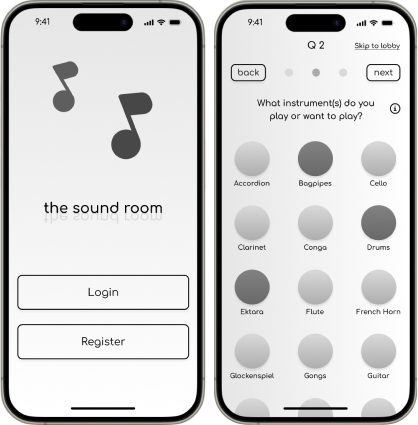 9:41
the sound room
Login
Register
9:41
Q 2
Skip to lobby
back
next
What instrument(s) do you
play or want to play?
i
Accordion
Bagpipes
Cello
Clarinet
Conga
Drums
Ektara
Flute
French Horn
Glockenspiel
Gongs
Guitar